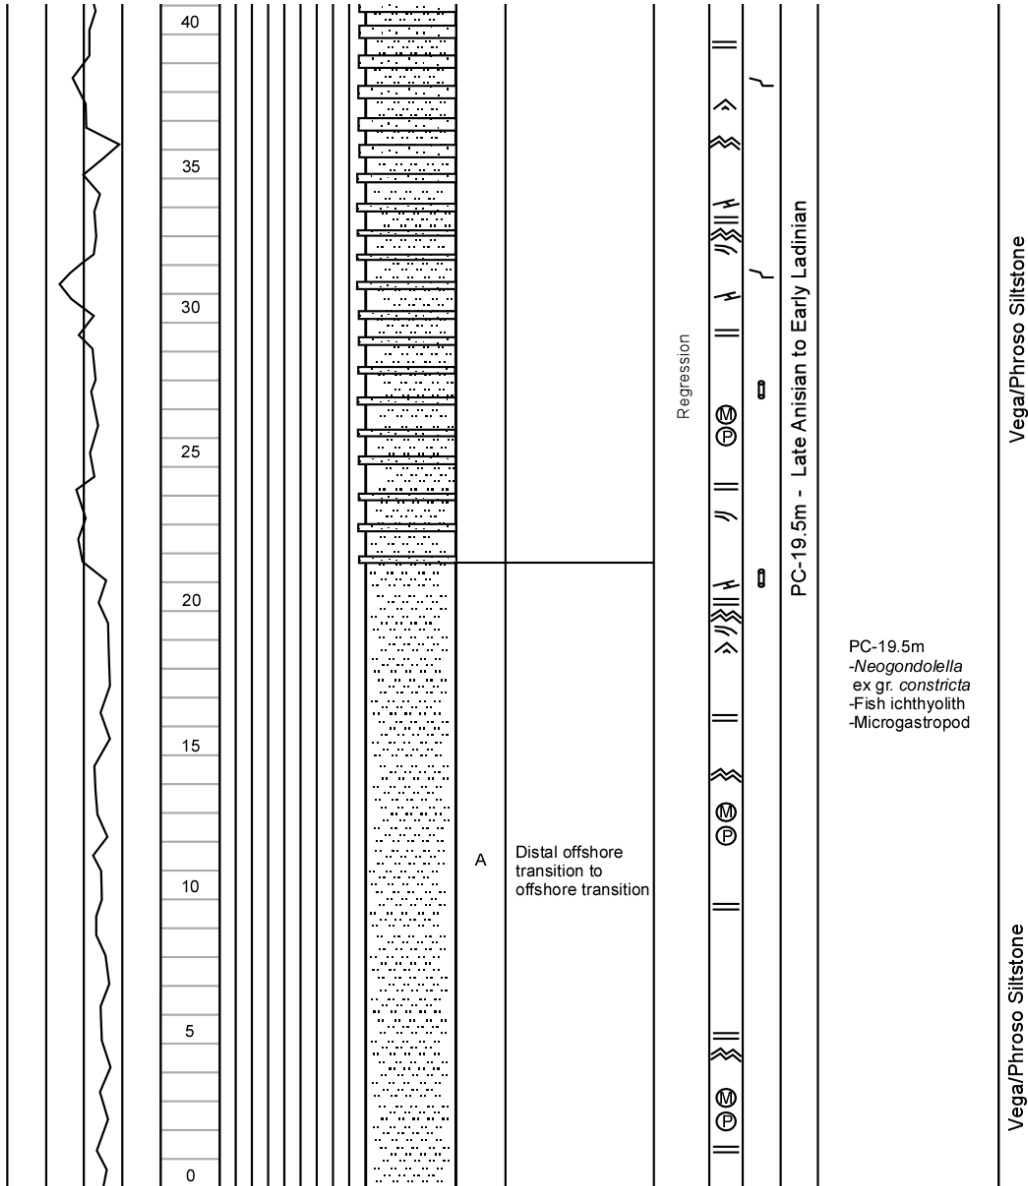 40
35
30
25
20
15
10
5
0
A
Distal offshore
transition to
offshore transition
Regression
M
P
M
P
M
P
PC-19.5m - Late Anisian to Early Ladinian
PC-19.5m
-Neogondolella
ex gr. constricta
-Fish ichthyolith
-Microgastropod
Vega/Phroso Siltstone
Vega/Phroso Siltstone